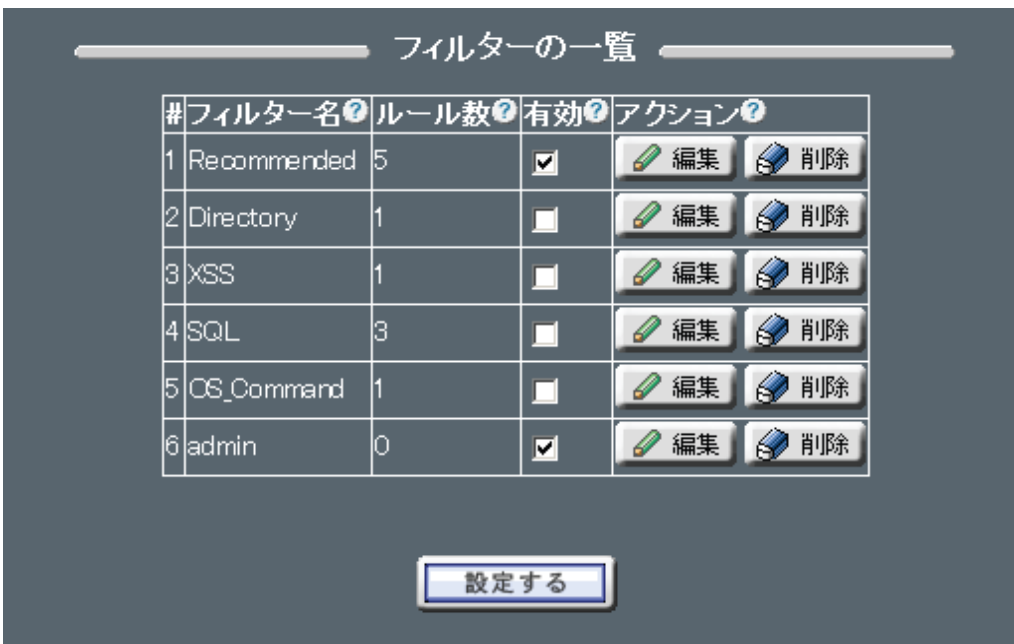 フィルターの一覧
# フィルター名 ルール数 有効 アクション
1 Recommended 5 編集 削除
2 Directory 1 編集 削除
3 XSS 1 編集 削除
4 SQL 3 編集 削除
5 OS_Command 1 編集 削除
6 admin 0 編集 削除
設定する